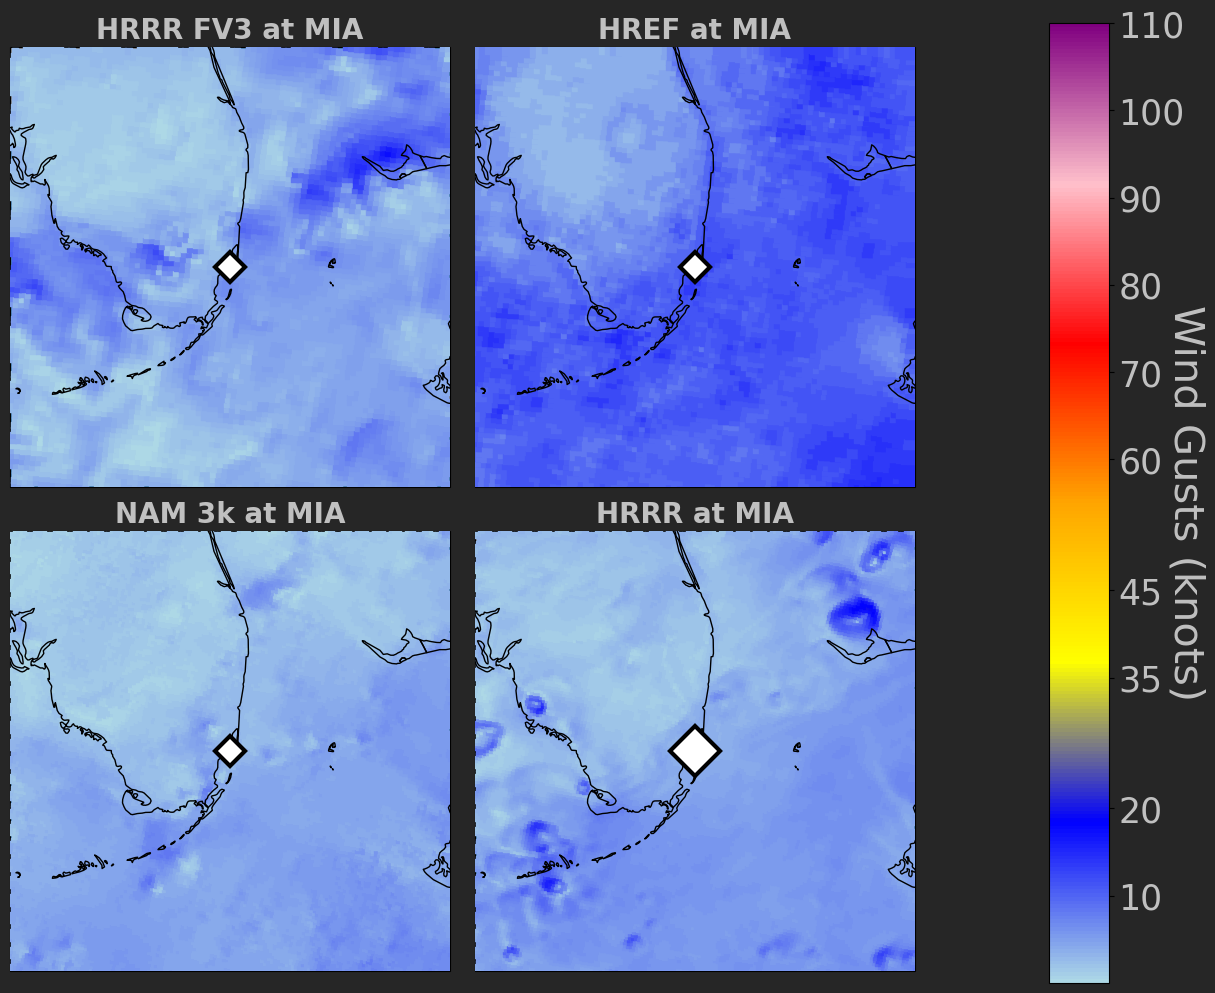 HRRR FV3 at MIA
HREF at MIA
NAM 3k at MIA
HRRR at MIA
110
100
90
80
70
60
45
35
20
10
Wind Gusts (knots)